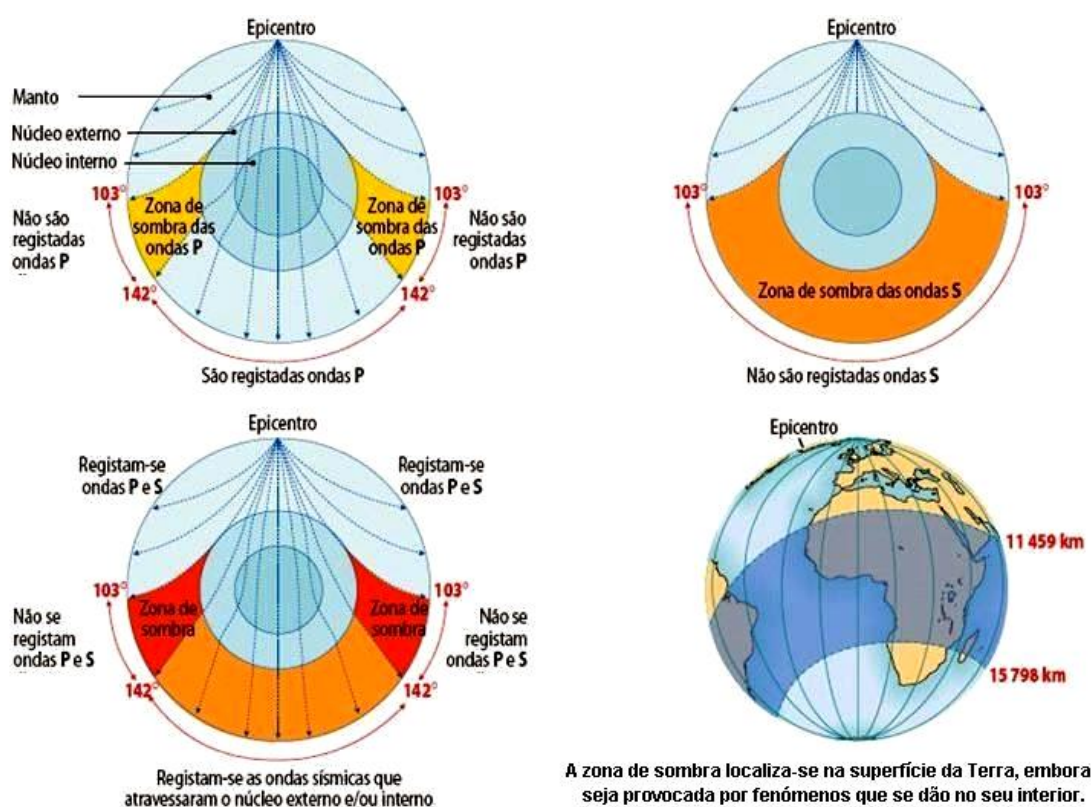 Epicentro
Manto
Núcleo externo
Núcleo interno
103°
103°
Zona de
sombra das
ondas P
Zona de
sombra das
ondas P
Não são
registadas
ondas P
Não são
registadas
ondas P
142°
142°
São registadas ondas P
Epicentro
103°
103°
Zona de sombra das ondas S
Não são registadas ondas S
Epicentro
Registam-se
ondas P e S
Registam-se
ondas P e S
103°
103°
Zona de
sombra
Zona de
sombra
Não se
registam
ondas P e S
Não se
registam
ondas P e S
142°
142°
Registam-se as ondas sísmicas que
atravessaram o núcleo externo e/ou interno
Epicentro
11 459 km
15 798 km
A zona de sombra localiza-se na superfície da Terra, embora
seja provocada por fenómenos que se dão no seu interior.